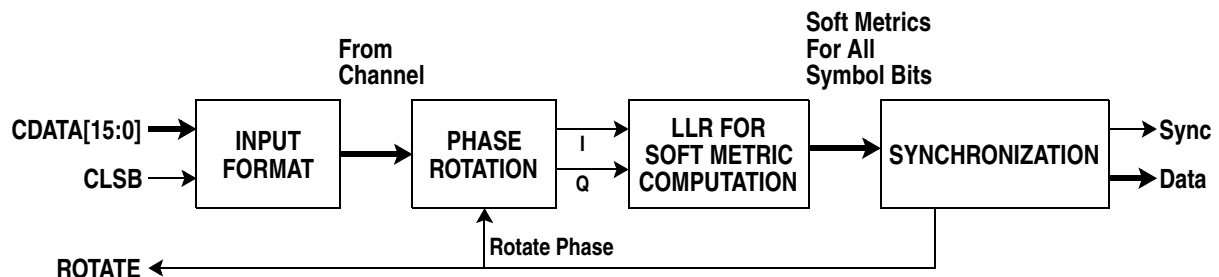 Soft Metrics
For All
Symbol Bits
From
Channel
CDATA[15:0]
CLSB
INPUT
FORMAT
PHASE
ROTATION
I
Q
LLR FOR
SOFT METRIC
COMPUTATION
SYNCHRONIZATION
Sync
Data
Rotate Phase
ROTATE